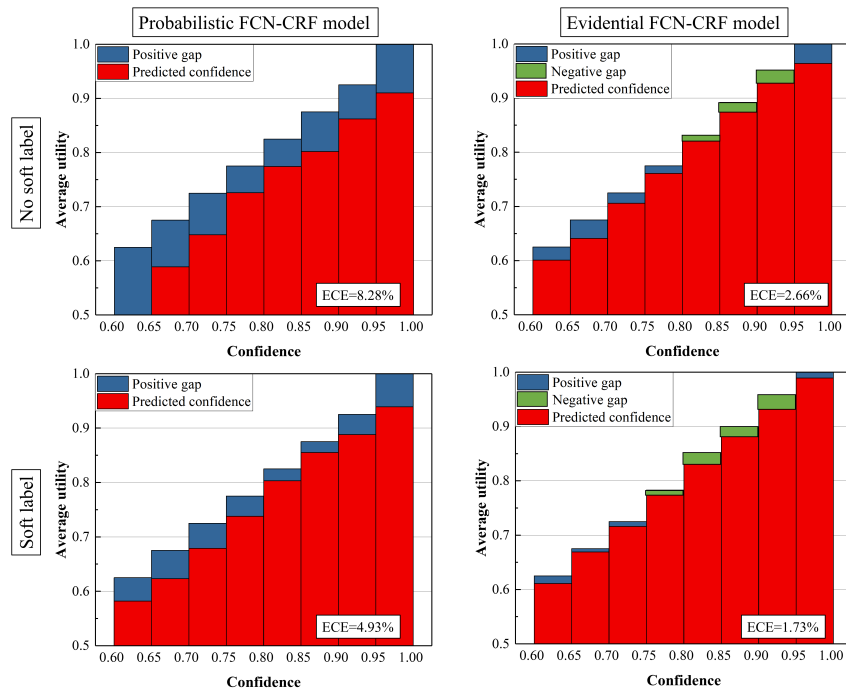 Probabilistic FCN-CRF model
Evidential FCN-CRF model
No soft label
Average utility
1.0
0.9
0.8
0.7
0.6
0.5
Positive gap
Predicted confidence
ECE=8.28%
0.60 0.65 0.70 0.75 0.80 0.85 0.90 0.95 1.00
Confidence
Average utility
1.0
0.9
0.8
0.7
0.6
0.5
Positive gap
Negative gap
Predicted confidence
ECE=2.66%
0.60 0.65 0.70 0.75 0.80 0.85 0.90 0.95 1.00
Confidence
Soft label
Average utility
1.0
0.9
0.8
0.7
0.6
0.5
Positive gap
Predicted confidence
ECE=4.93%
0.60 0.65 0.70 0.75 0.80 0.85 0.90 0.95 1.00
Confidence
Average utility
1.0
0.9
0.8
0.7
0.6
0.5
Positive gap
Negative gap
Predicted confidence
ECE=1.73%
0.60 0.65 0.70 0.75 0.80 0.85 0.90 0.95 1.00
Confidence